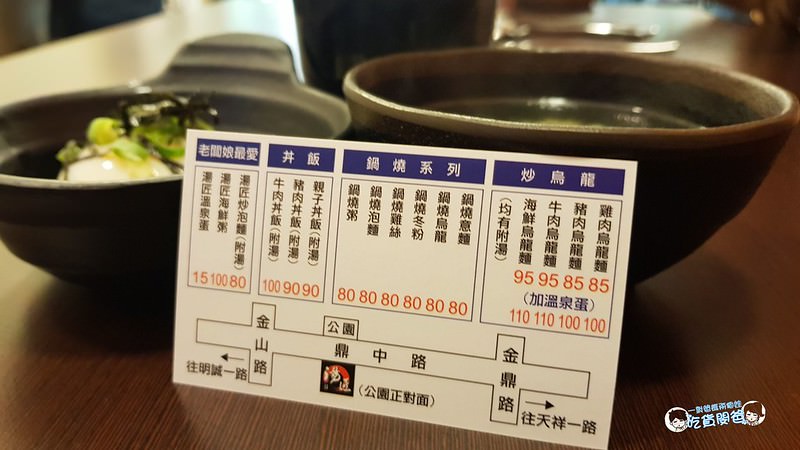 老闆娘最愛
湯匠炒泡麵(附湯)
湯匠海鮮粥
湯匠溫泉蛋
15 100 80
丼飯
親子丼飯(附湯)
豬肉丼飯(附湯)
牛肉丼飯(附湯)
100 90 90
鍋燒系列
鍋燒意麵
鍋燒烏龍
鍋燒冬粉
鍋燒雞絲
鍋燒泡麵
鍋燒粥
80 80 80 80 80 80
炒烏龍
雞肉烏龍麵
豬肉烏龍麵
牛肉烏龍麵
海鮮烏龍麵
(均有附湯)
95 95 85 85
(加溫泉蛋)
110 110 100 100
金山路
公園
鼎中路
金鼎路
往明誠一路
(公園正對面)
往天祥一路
吃貨闆爸